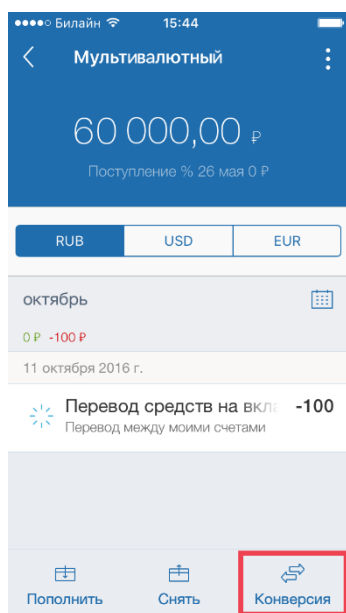 Билайн 15:44
Мультивалютный
60 000,00 ₽
Поступление % 26 мая 0 ₽
RUB USD EUR
октябрь
0 ₽ -100 ₽
11 октября 2016 г.
Перевод средств на вкла -100
Перевод между моими счетами
Пополнить Снять Конверсия